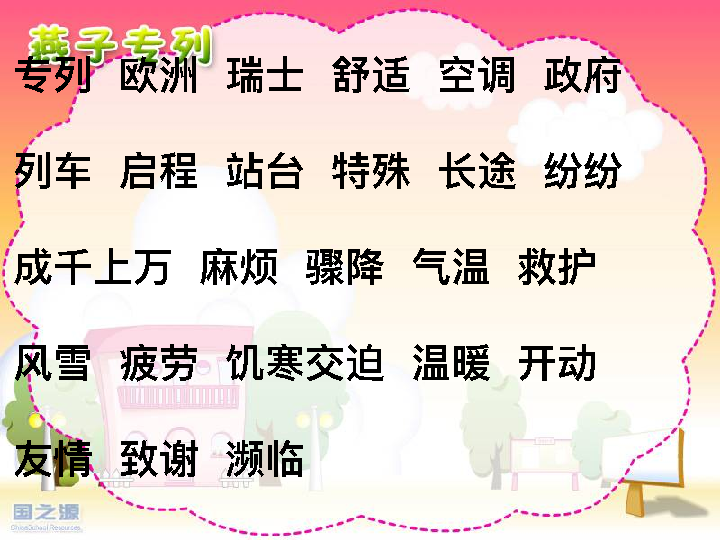 燕子专列
专列 欧洲 瑞士 舒适 空调 政府
列车 启程 站台 特殊 长途 纷纷
成千上万 麻烦 骤降 气温 救护
风雪 疲劳 饥寒交迫 温暖 开动
友情 致谢 濒临
国之源
ChinaSchool Resources